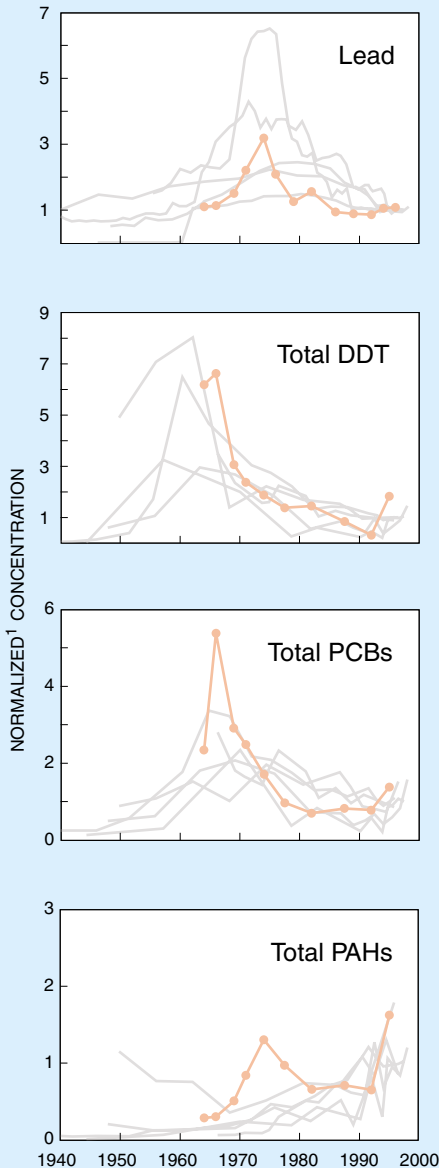 NORMALIZED¹ CONCENTRATION
7
Lead
5
3
1
9
Total DDT
7
5
3
1
6
Total PCBs
4
2
0
3
Total PAHs
2
1
0
1940 1950 1960 1970 1980 1990 2000